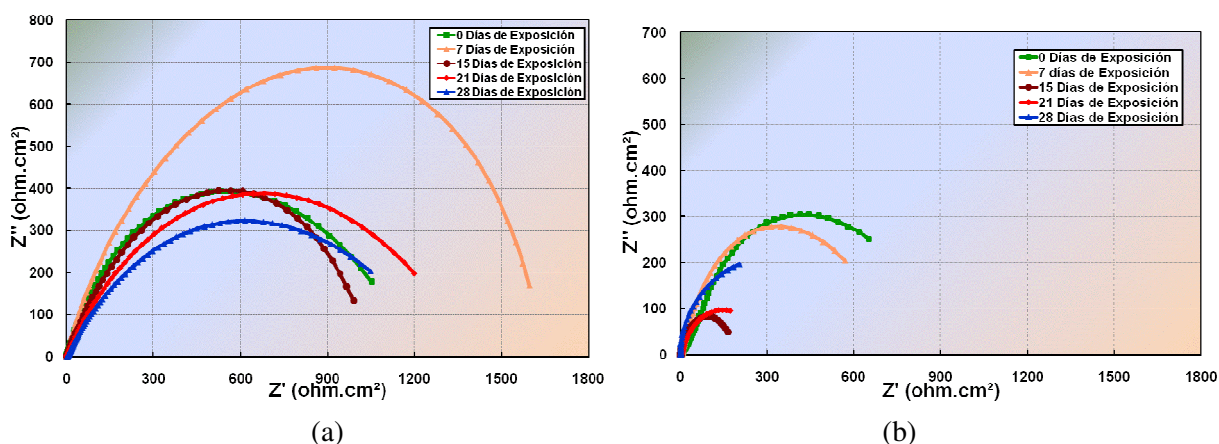 800
700
600
500
400
300
200
100
0
Z'' (ohm.cm²)
0 Días de Exposición
7 Días de Exposición
15 Días de Exposición
21 Días de Exposición
28 Días de Exposición
0 300 600 900 1200 1500 1800
Z' (ohm.cm²)
(a)
700
600
500
400
300
200
100
0
Z'' (ohm.cm²)
0 Días de Exposición
7 días de Exposición
15 Días de Exposición
21 Días de Exposición
28 Días de Exposición
0 300 600 900 1200 1500 1800
Z' (ohm.cm²)
(b)